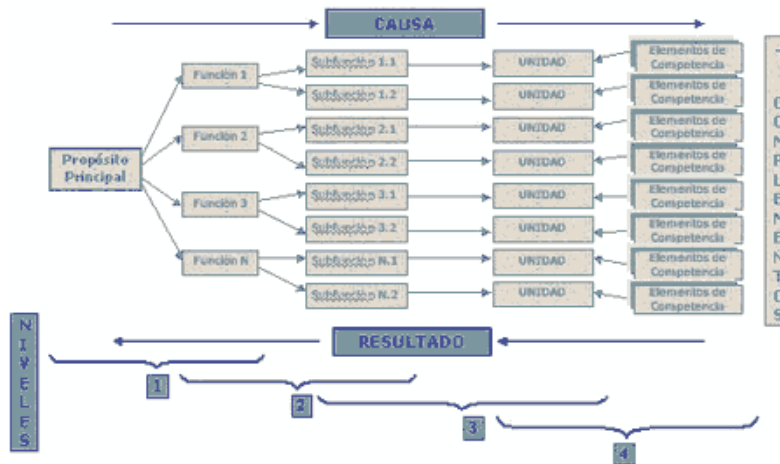 CAUSA
Propósito
Principal
Función 1
Función 2
Función 3
Función N
Subfunción 1.1
Subfunción 1.2
Subfunción 2.1
Subfunción 2.2
Subfunción 3.1
Subfunción 3.2
Subfunción N.1
Subfunción N.2
UNIDAD
UNIDAD
UNIDAD
UNIDAD
UNIDAD
UNIDAD
UNIDAD
UNIDAD
Elementos de
Competencia
Elementos de
Competencia
Elementos de
Competencia
Elementos de
Competencia
Elementos de
Competencia
Elementos de
Competencia
Elementos de
Competencia
Elementos de
Competencia
RESULTADO
NIVELES
1
2
3
4